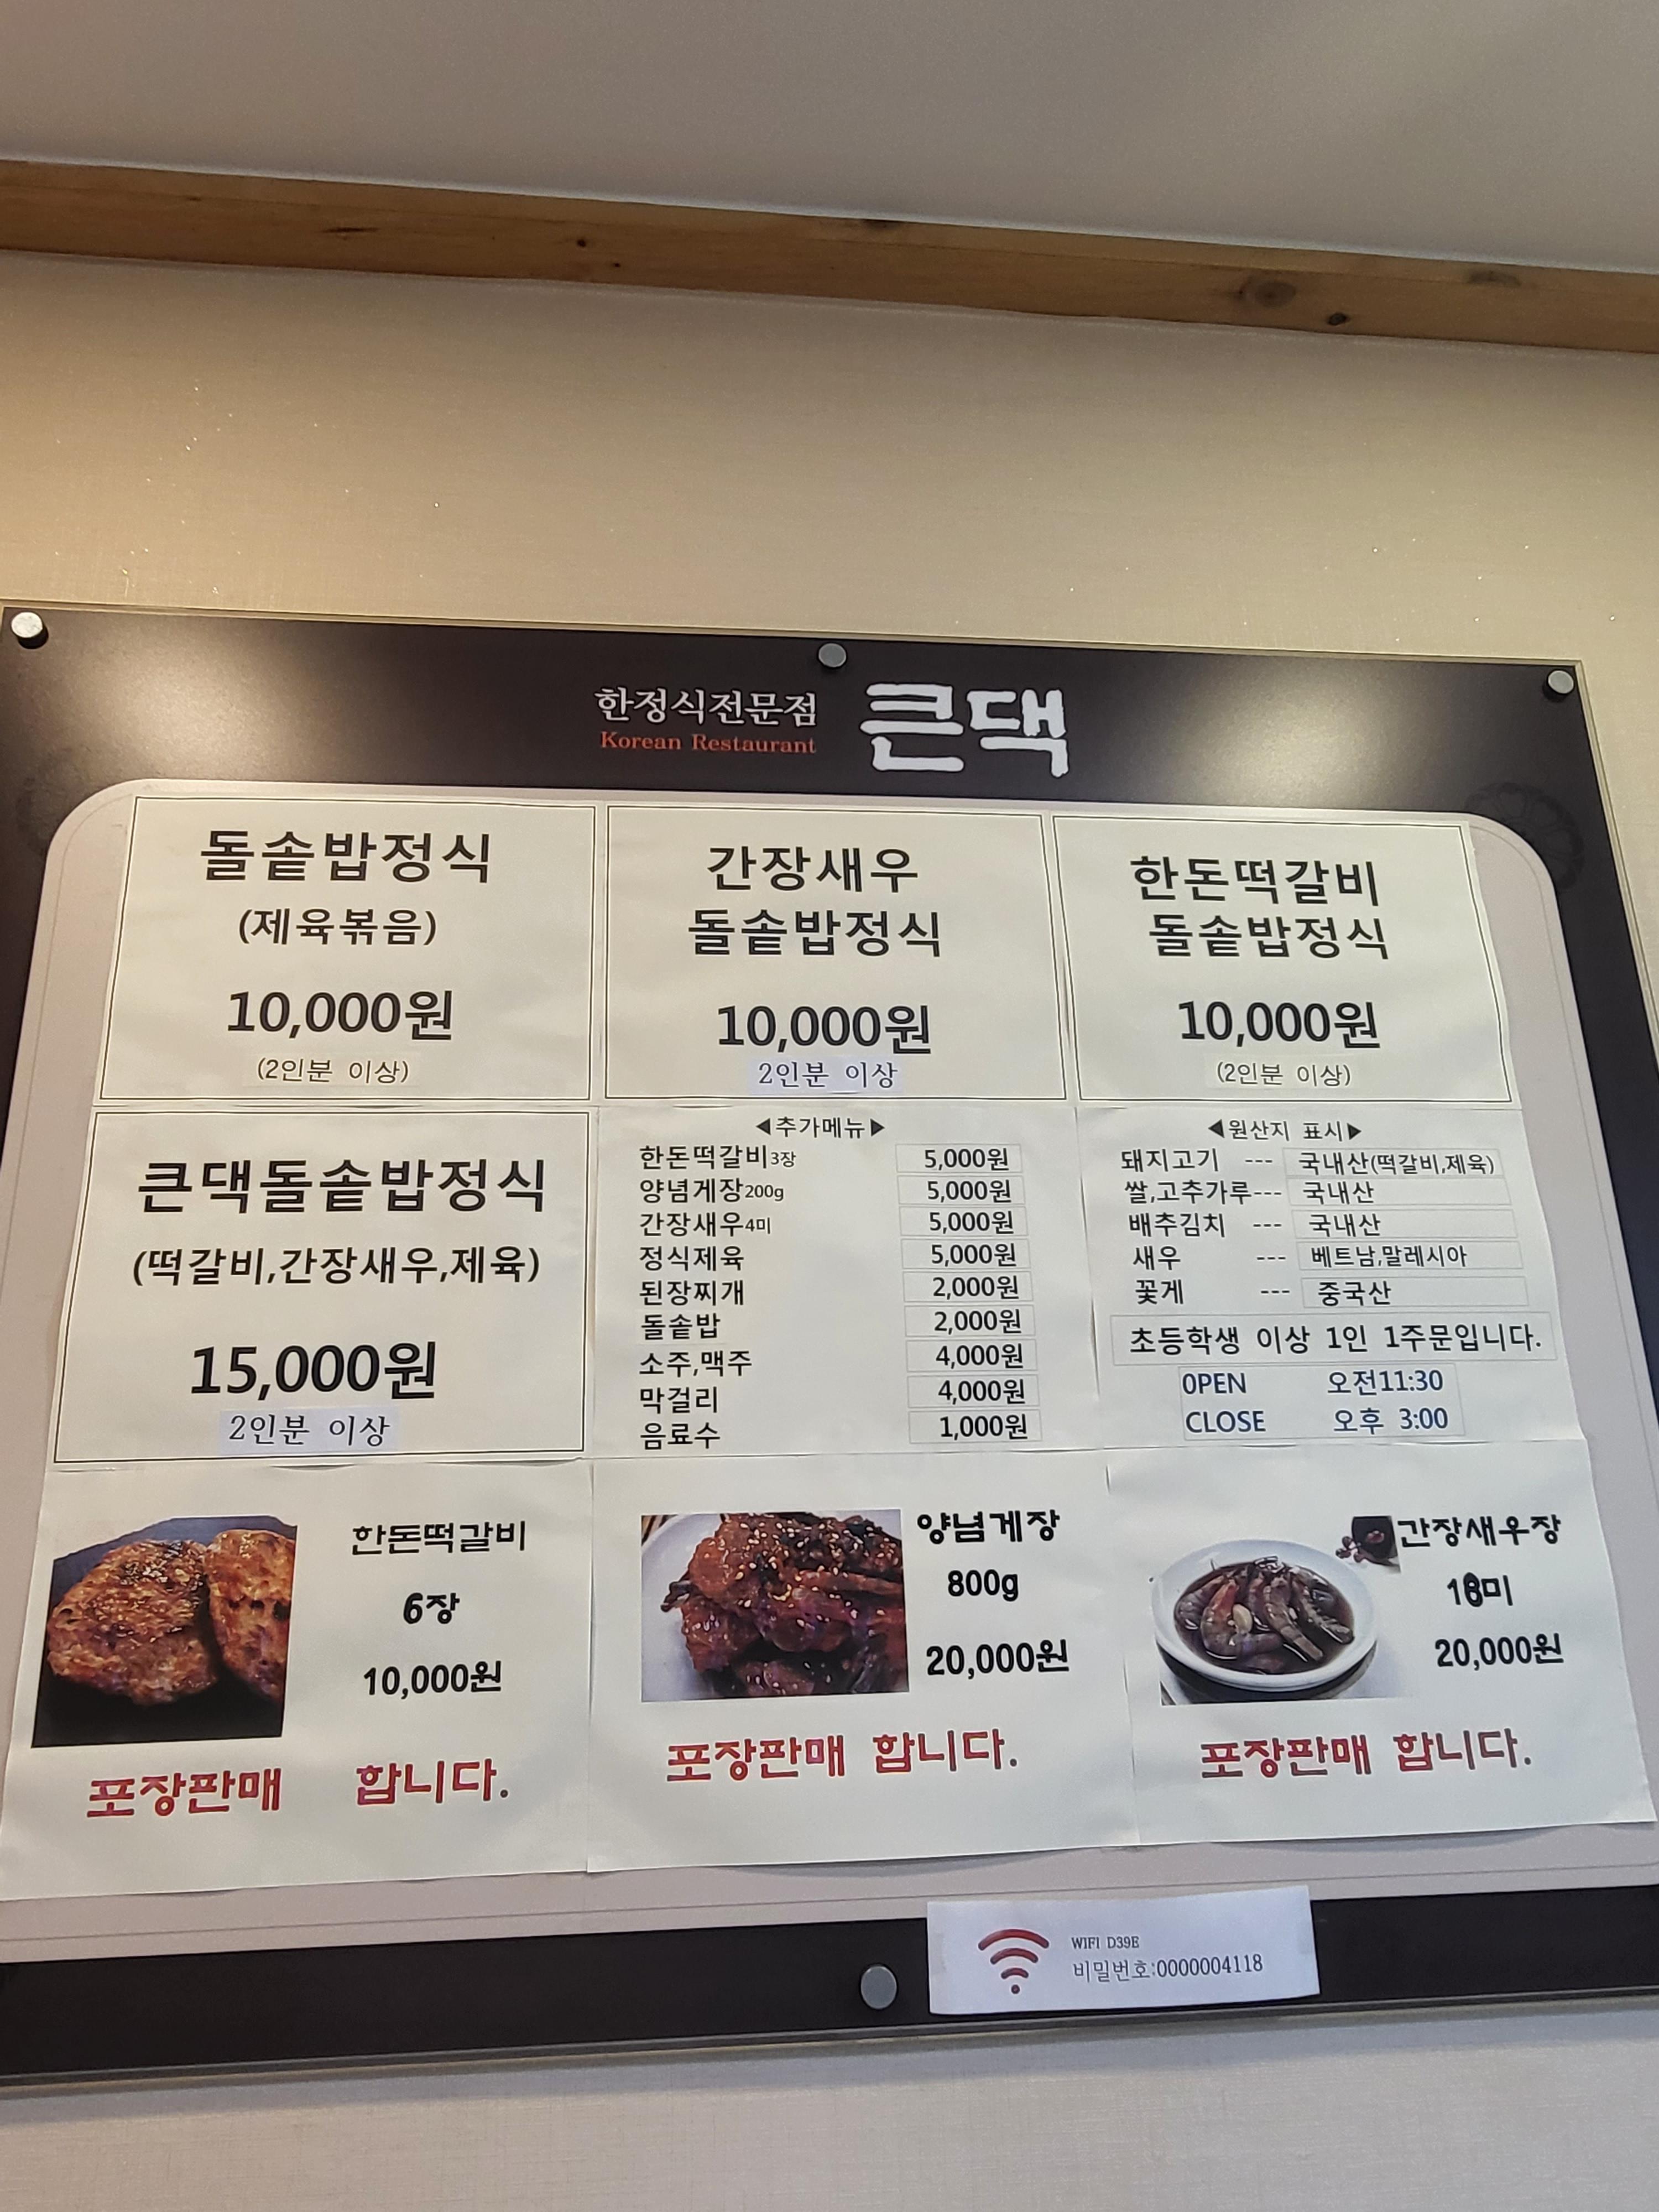 한정식전문점
Korean Restaurant
큰댁
돌솥밥정식
(제육볶음)
10,000원
(2인분 이상)
간장새우
돌솥밥정식
10,000원
2인분 이상
한돈떡갈비
돌솥밥정식
10,000원
(2인분 이상)
큰댁돌솥밥정식
(떡갈비,간장새우,제육)
15,000원
2인분 이상
◀추가메뉴▶
한돈떡갈비3장 5,000원
양념게장200g 5,000원
간장새우4미 5,000원
정식제육 5,000원
된장찌개 2,000원
돌솥밥 2,000원
소주,맥주 4,000원
막걸리 4,000원
음료수 1,000원
◀원산지 표시▶
돼지고기 --- 국내산(떡갈비,제육)
쌀,고추가루--- 국내산
배추김치 --- 국내산
새우 --- 베트남,말레시아
꽃게 --- 중국산
초등학생 이상 1인 1주문입니다.
OPEN 오전11:30
CLOSE 오후 3:00
한돈떡갈비
6장
10,000원
포장판매 합니다.
양념게장
800g
20,000원
포장판매 합니다.
간장새우장
20,000원
포장판매 합니다.
WIFI D39E
비밀번호:0000004118